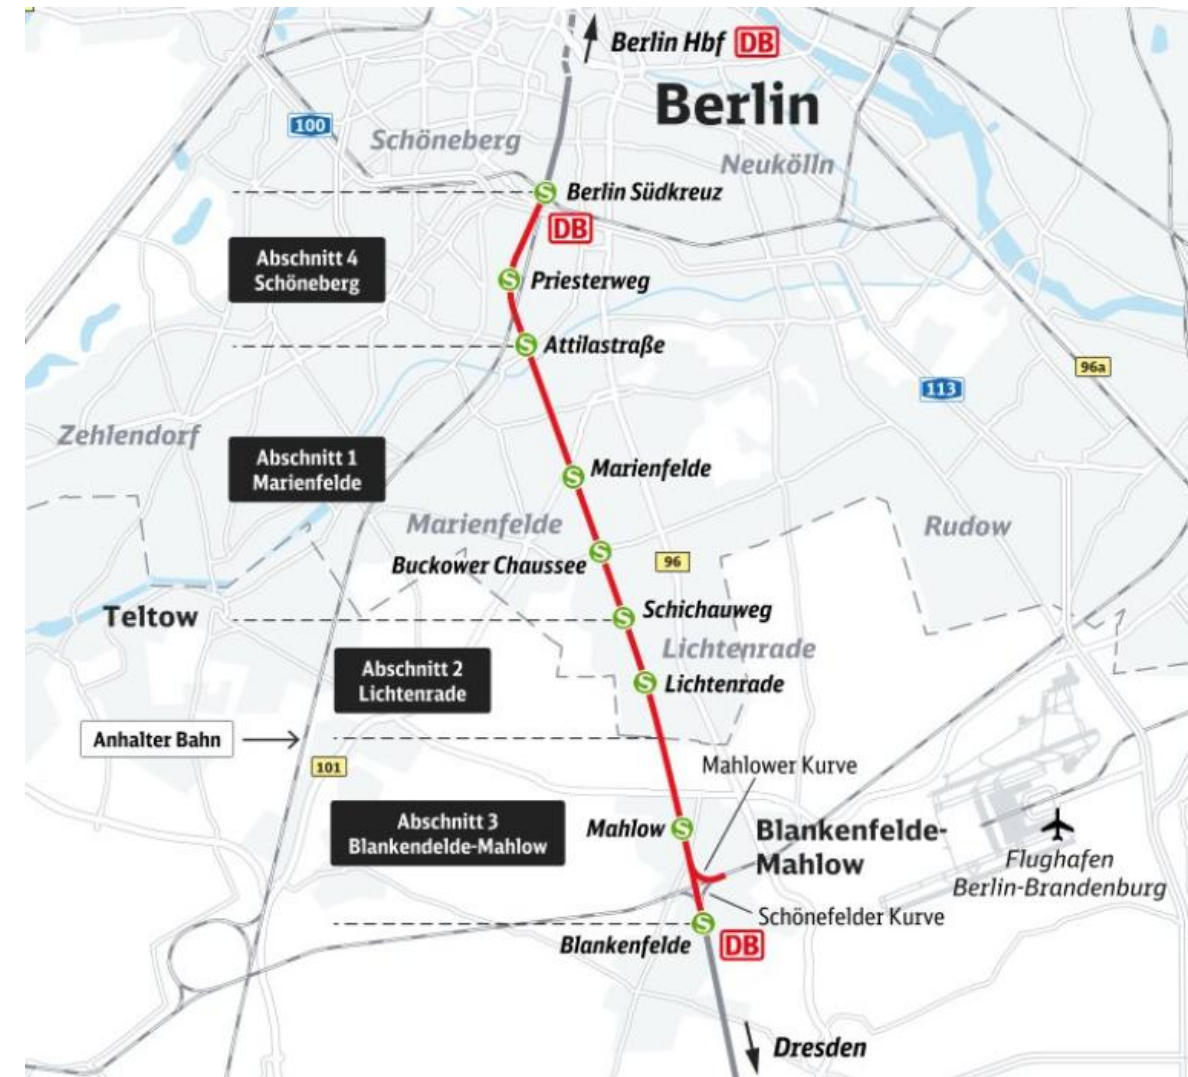 Berlin Hbf DB
Berlin
100
Schöneberg
Neukölln
Berlin Südkreuz
DB
Abschnitt 4
Schöneberg
Priesterweg
Attilastraße
96a
113
Zehlendorf
Abschnitt 1
Marienfelde
Marienfelde
Marienfelde
Rudow
Buckower Chaussee
96
Teltow
Schichauweg
Lichtenrade
Abschnitt 2
Lichtenrade
Lichtenrade
Anhalter Bahn
101
Mahlower Kurve
Abschnitt 3
Blankendelde-Mahlow
Mahlow
Blankenfelde-
Mahlow
Flughafen
Berlin-Brandenburg
Schönefelder Kurve
Blankenfelde
DB
Dresden